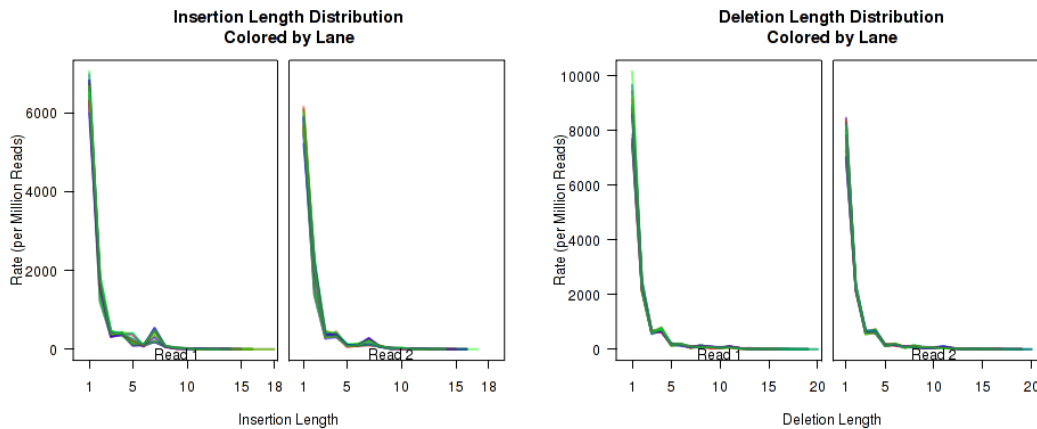 Insertion Length Distribution
Colored by Lane
Rate (per Million Reads)
6000
4000
2000
0
Read 1
Read 2
1 5 10 15 18
1 5 10 15 18
Insertion Length
Deletion Length Distribution
Colored by Lane
Rate (per Million Reads)
10000
8000
6000
4000
2000
0
Read 1
Read 2
1 5 10 15 20
1 5 10 15 20
Deletion Length